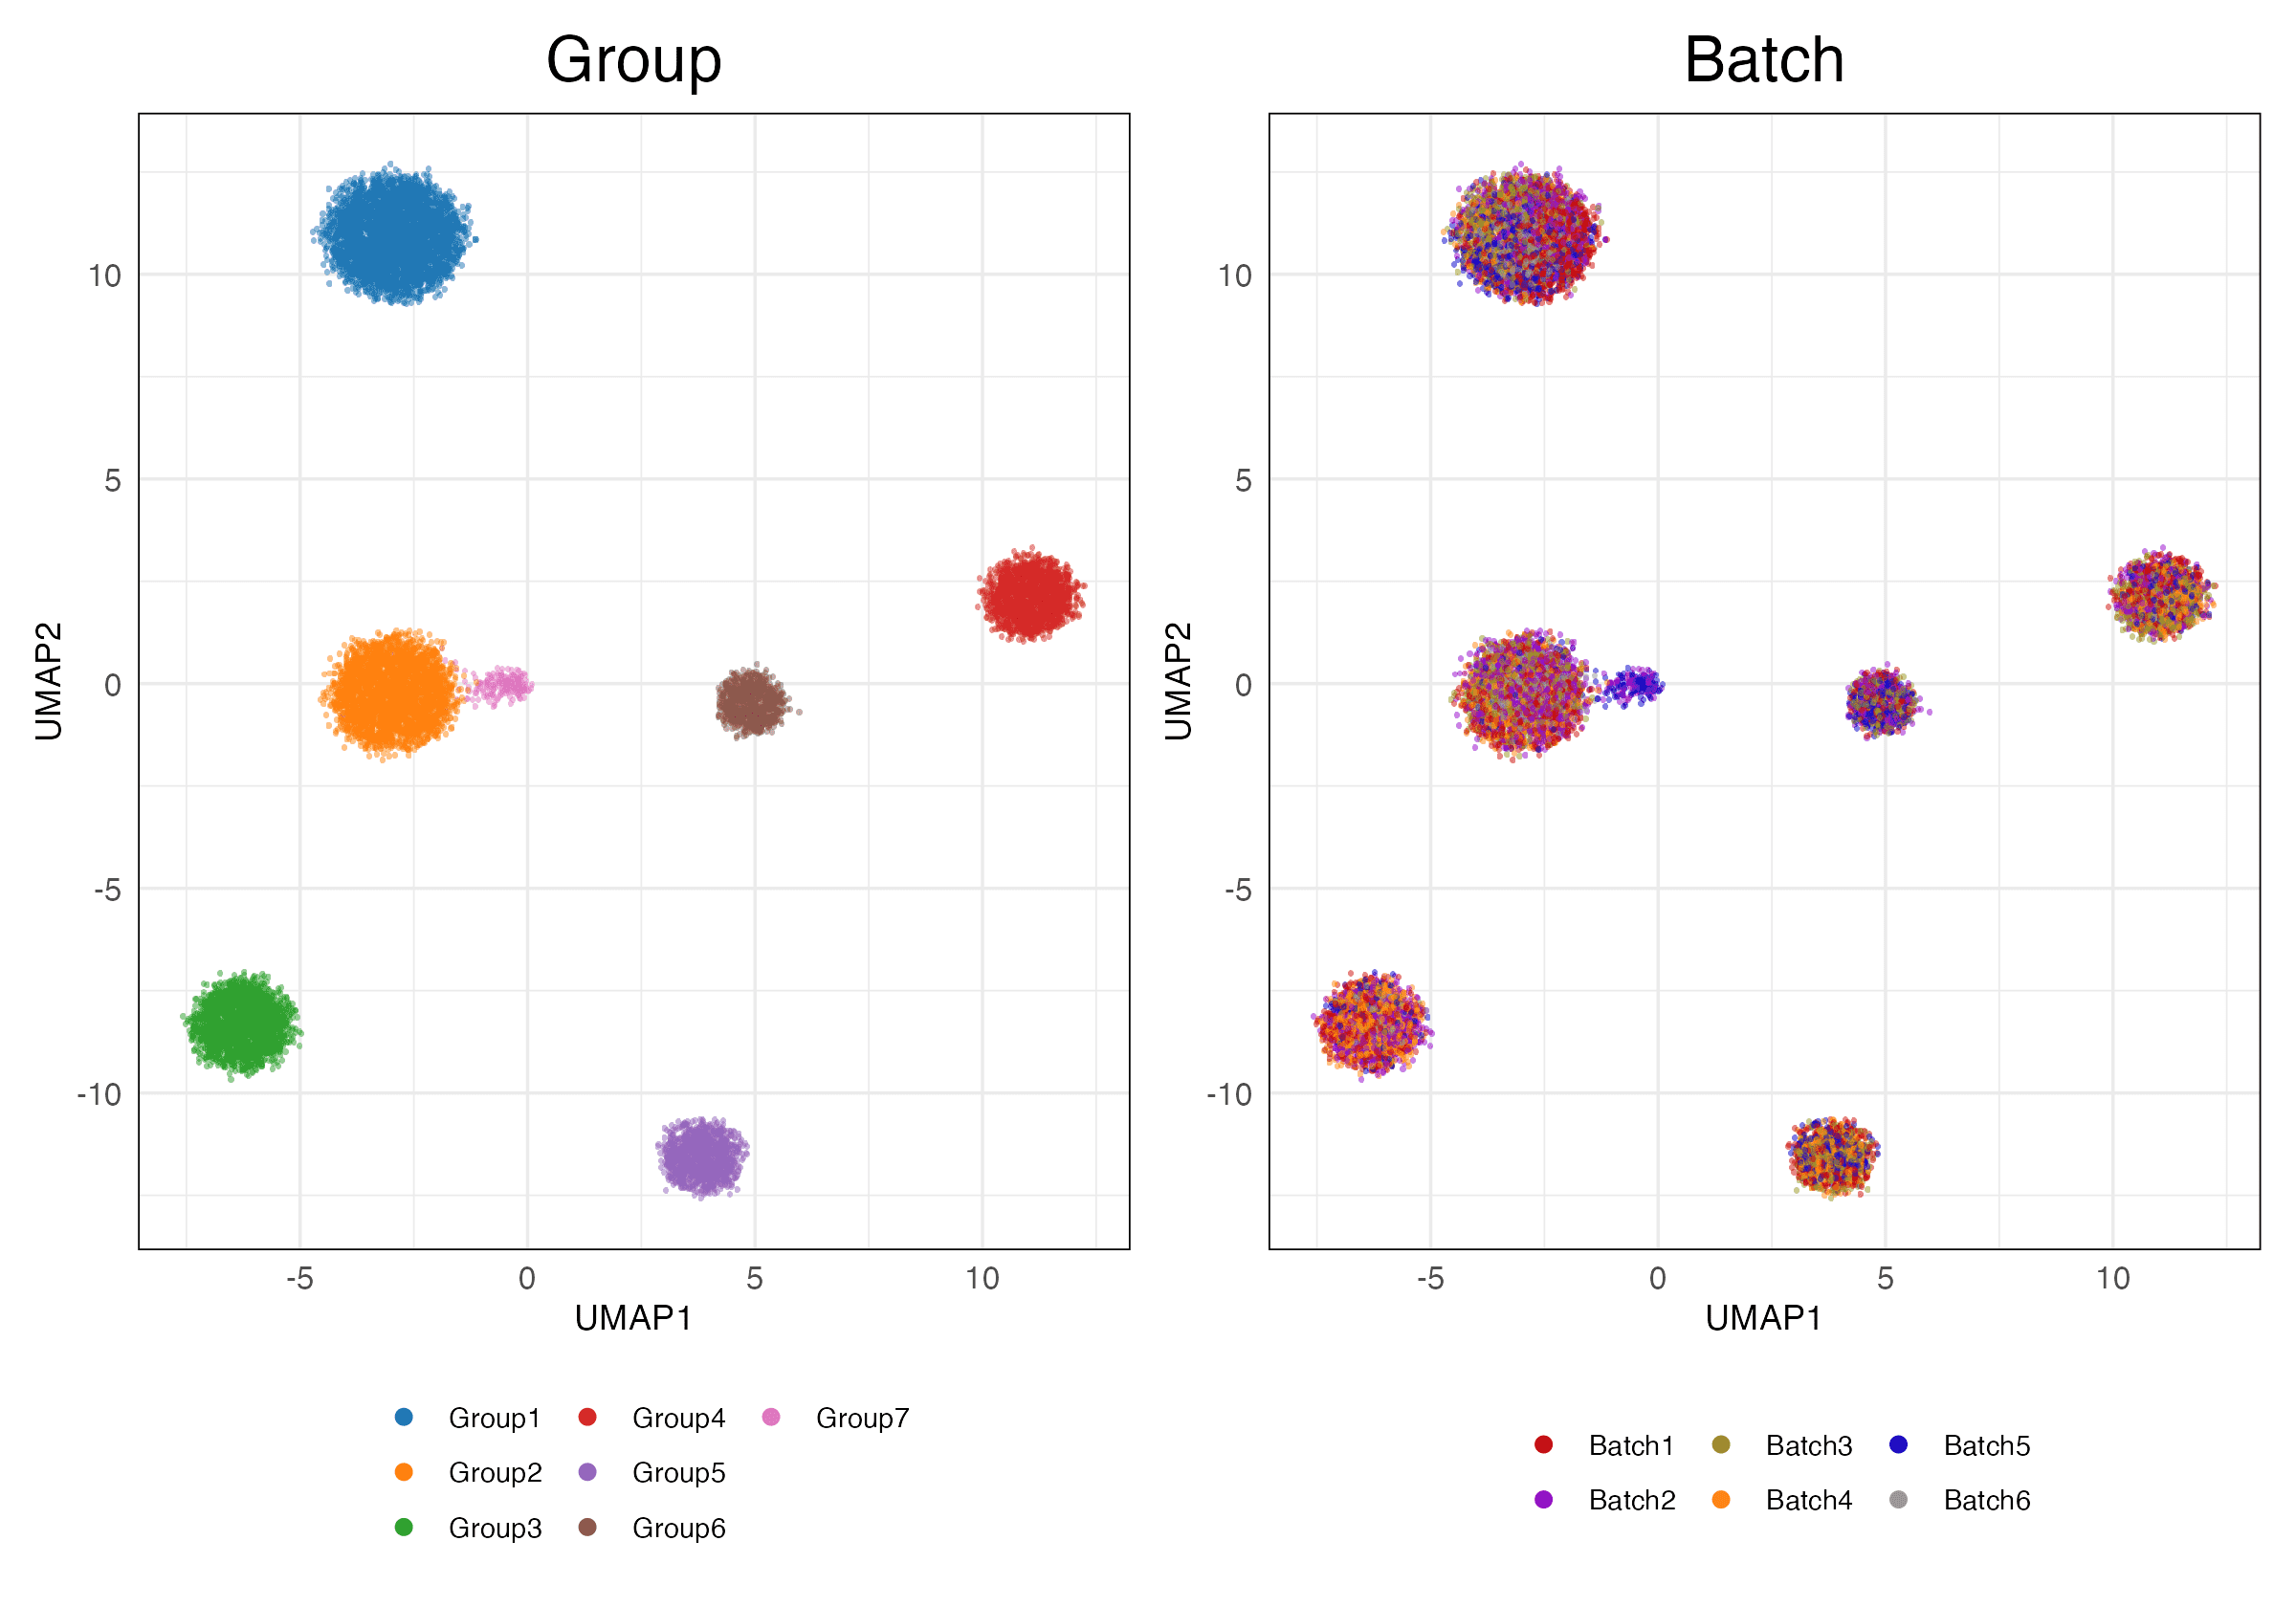 Group
Batch
10
5
0
-5
-10
UMAP2
-5 0 5 10
UMAP1
10
5
0
-5
-10
UMAP2
-5 0 5 10
UMAP1
Group1 Group4 Group7
Group2 Group5
Group3 Group6
Batch1 Batch3 Batch5
Batch2 Batch4 Batch6